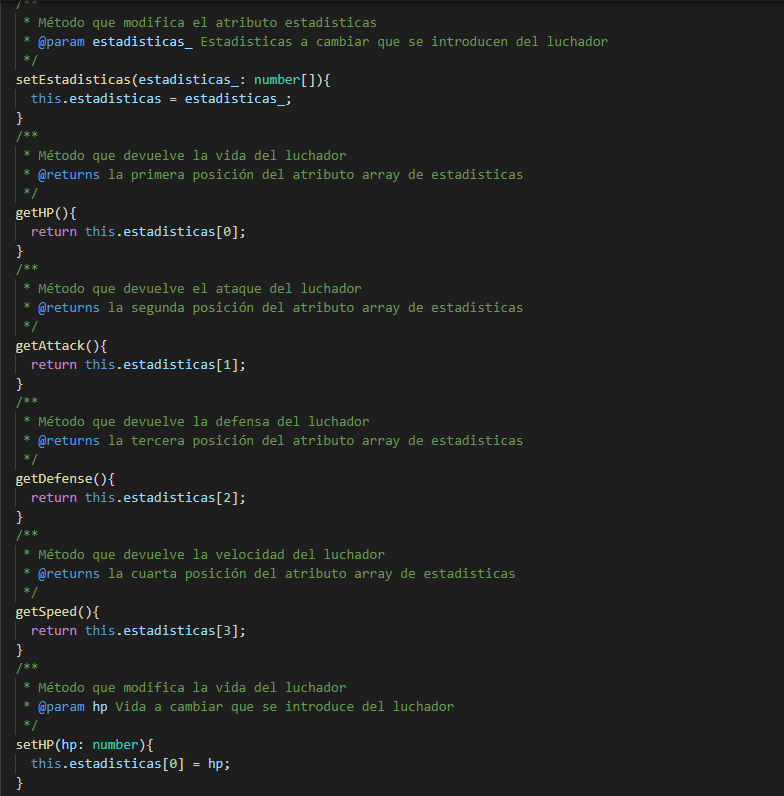 /**
* Método que modifica el atributo estadisticas
* @param estadisticas_ Estadisticas a cambiar que se introducen del luchador
*/
setEstadisticas(estadisticas_: number[]){
this.estadisticas = estadisticas_;
}
/**
* Método que devuelve la vida del luchador
* @returns la primera posición del atributo array de estadisticas
*/
getHP(){
return this.estadisticas[0];
}
/**
* Método que devuelve el ataque del luchador
* @returns la segunda posición del atributo array de estadisticas
*/
getAttack(){
return this.estadisticas[1];
}
/**
* Método que devuelve la defensa del luchador
* @returns la tercera posición del atributo array de estadisticas
*/
getDefense(){
return this.estadisticas[2];
}
/**
* Método que devuelve la velocidad del luchador
* @returns la cuarta posición del atributo array de estadisticas
*/
getSpeed(){
return this.estadisticas[3];
}
/**
* Método que modifica la vida del luchador
* @param hp Vida a cambiar que se introduce del luchador
*/
setHP(hp: number){
this.estadisticas[0] = hp;
}